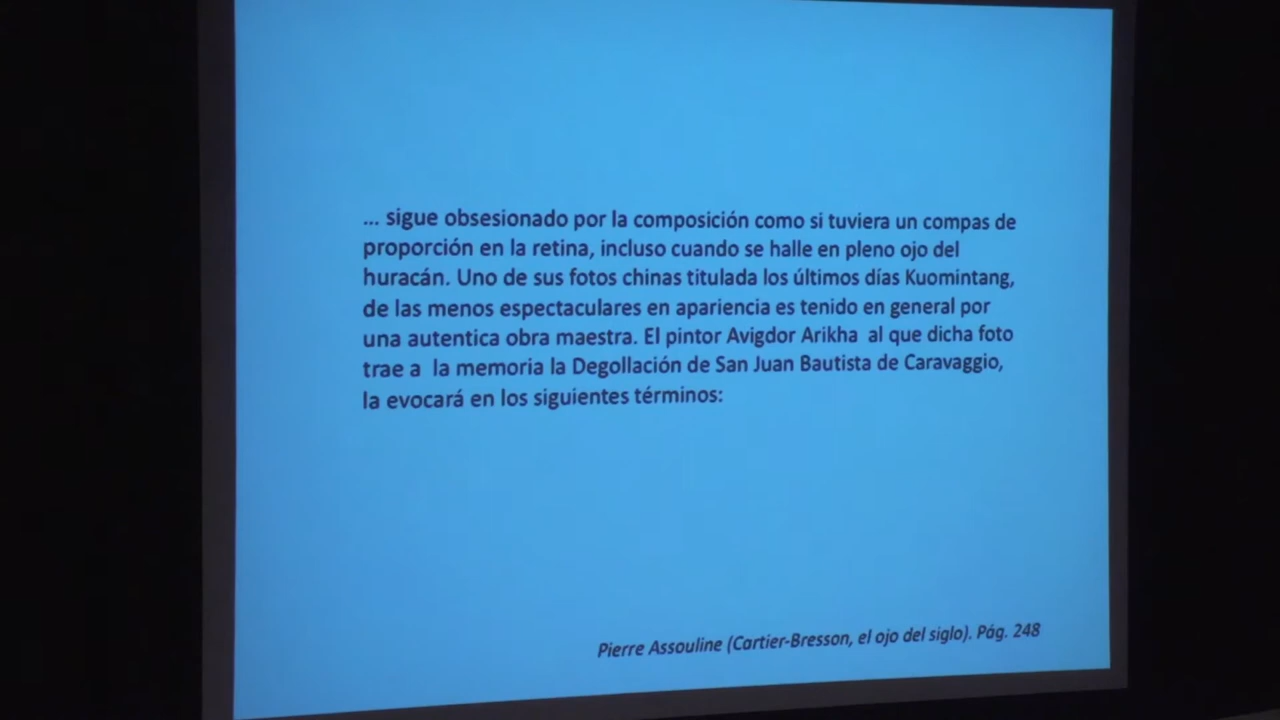 ... sigue obsesionado por la composición como si tuviera un compas de
proporción en la retina, incluso cuando se halle en pleno ojo del
huracán. Uno de sus fotos chinas titulada los últimos días Kuomintang,
de las menos espectaculares en apariencia es tenido en general por
una autentica obra maestra. El pintor Avigdor Arikha al que dicha foto
trae a la memoria la Degollación de San Juan Bautista de Caravaggio,
la evocará en los siguientes términos:
Pierre Assouline (Cartier-Bresson, el ojo del siglo). Pág. 248